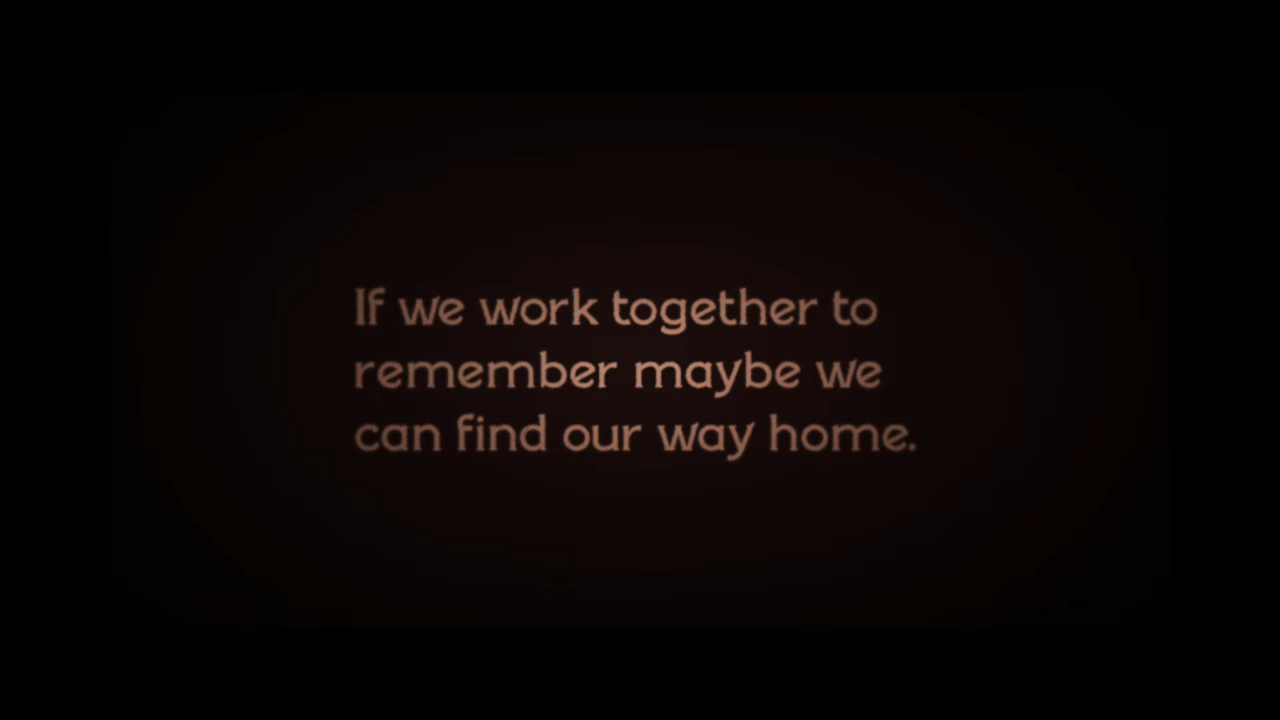 If we work together to
remember maybe we
can find our way home.